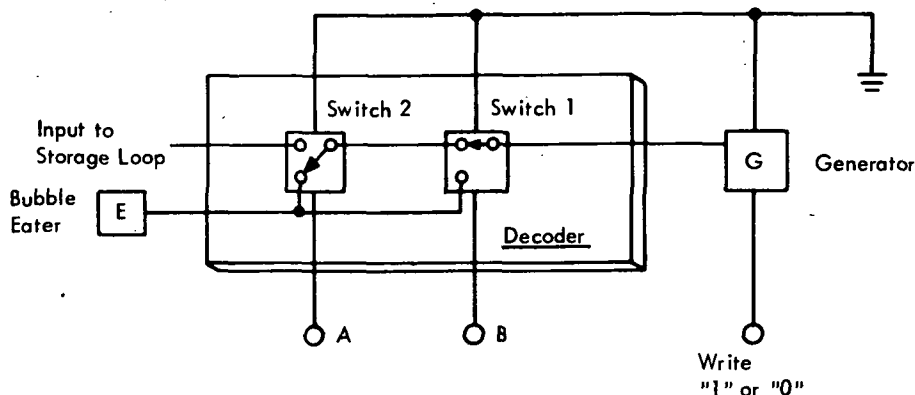 Switch 2
Switch 1
Input to
Storage Loop
Bubble
Eater
E
G
Generator
Decoder
A
B
Write
"1" or "0"